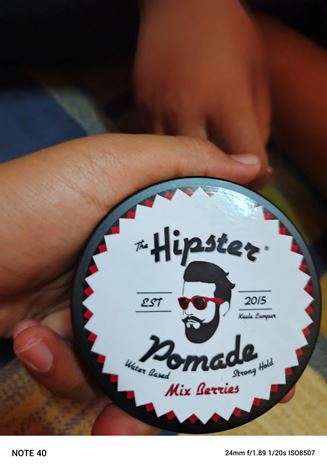 The
Hipster®
EST 2015
Kuala Lumpur
Pomade
Water Based Strong Hold
Mix Berries
NOTE 40 24mm f/1.89 1/20s ISO8507